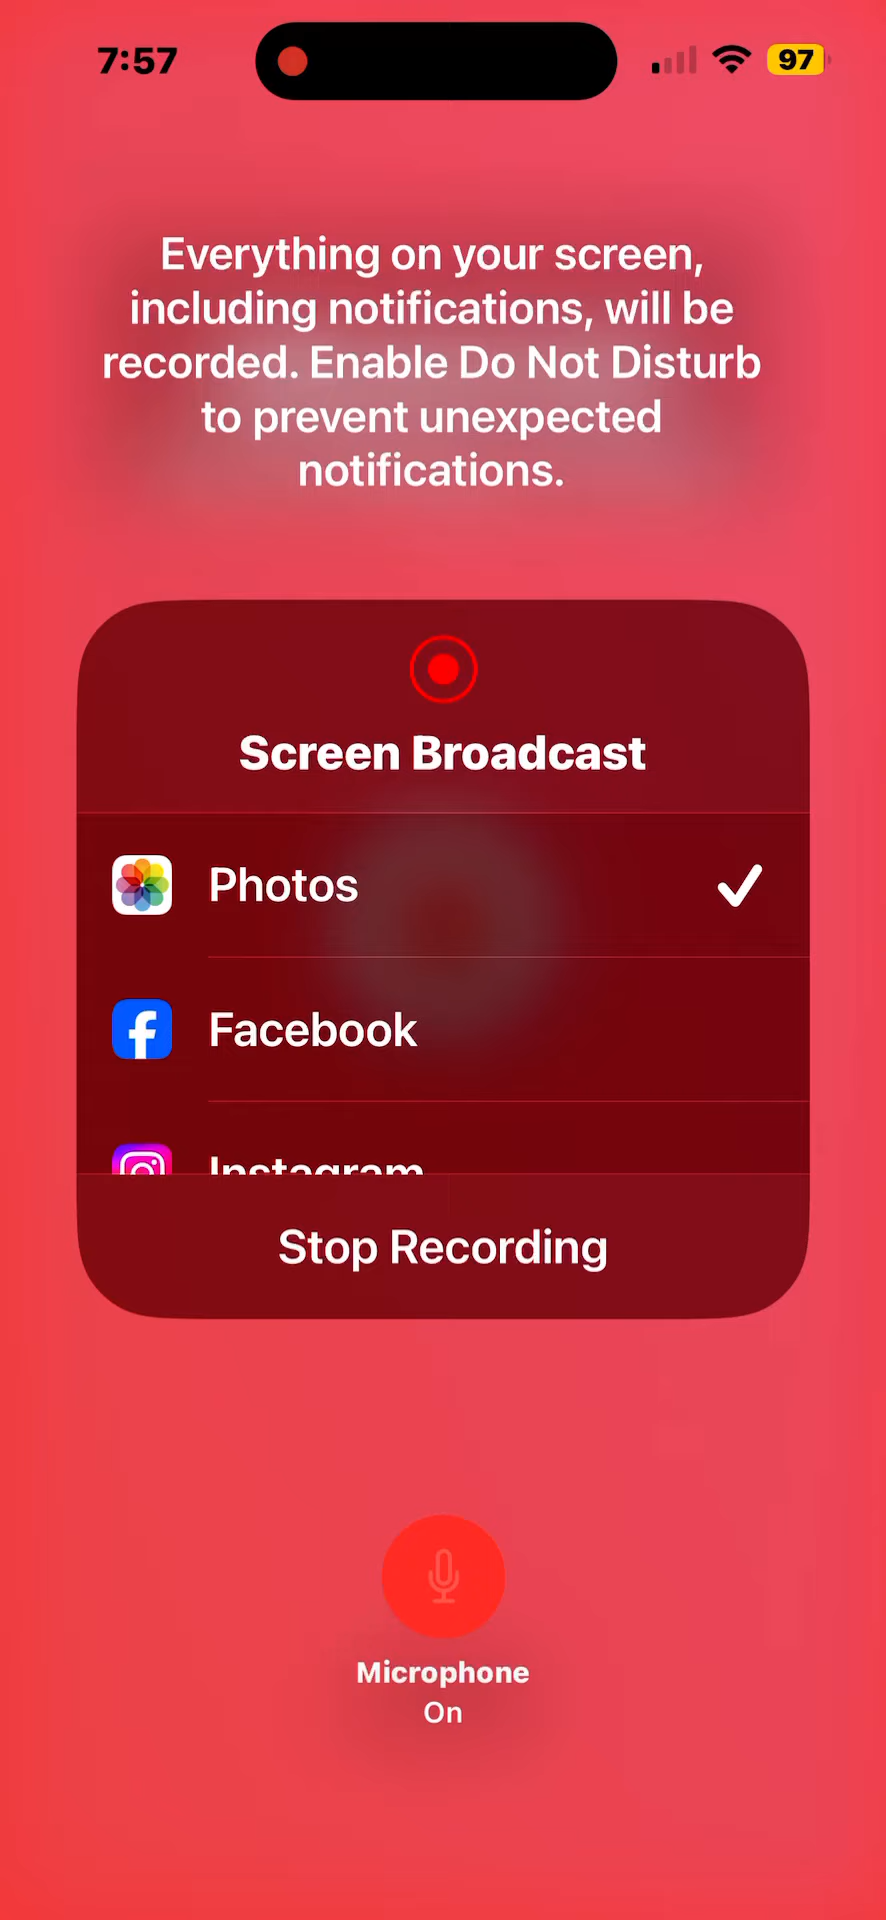 7:57
97
Everything on your screen,
including notifications, will be
recorded. Enable Do Not Disturb
to prevent unexpected
notifications.
Screen Broadcast
Photos
Facebook
Instagram
Stop Recording
Microphone
On